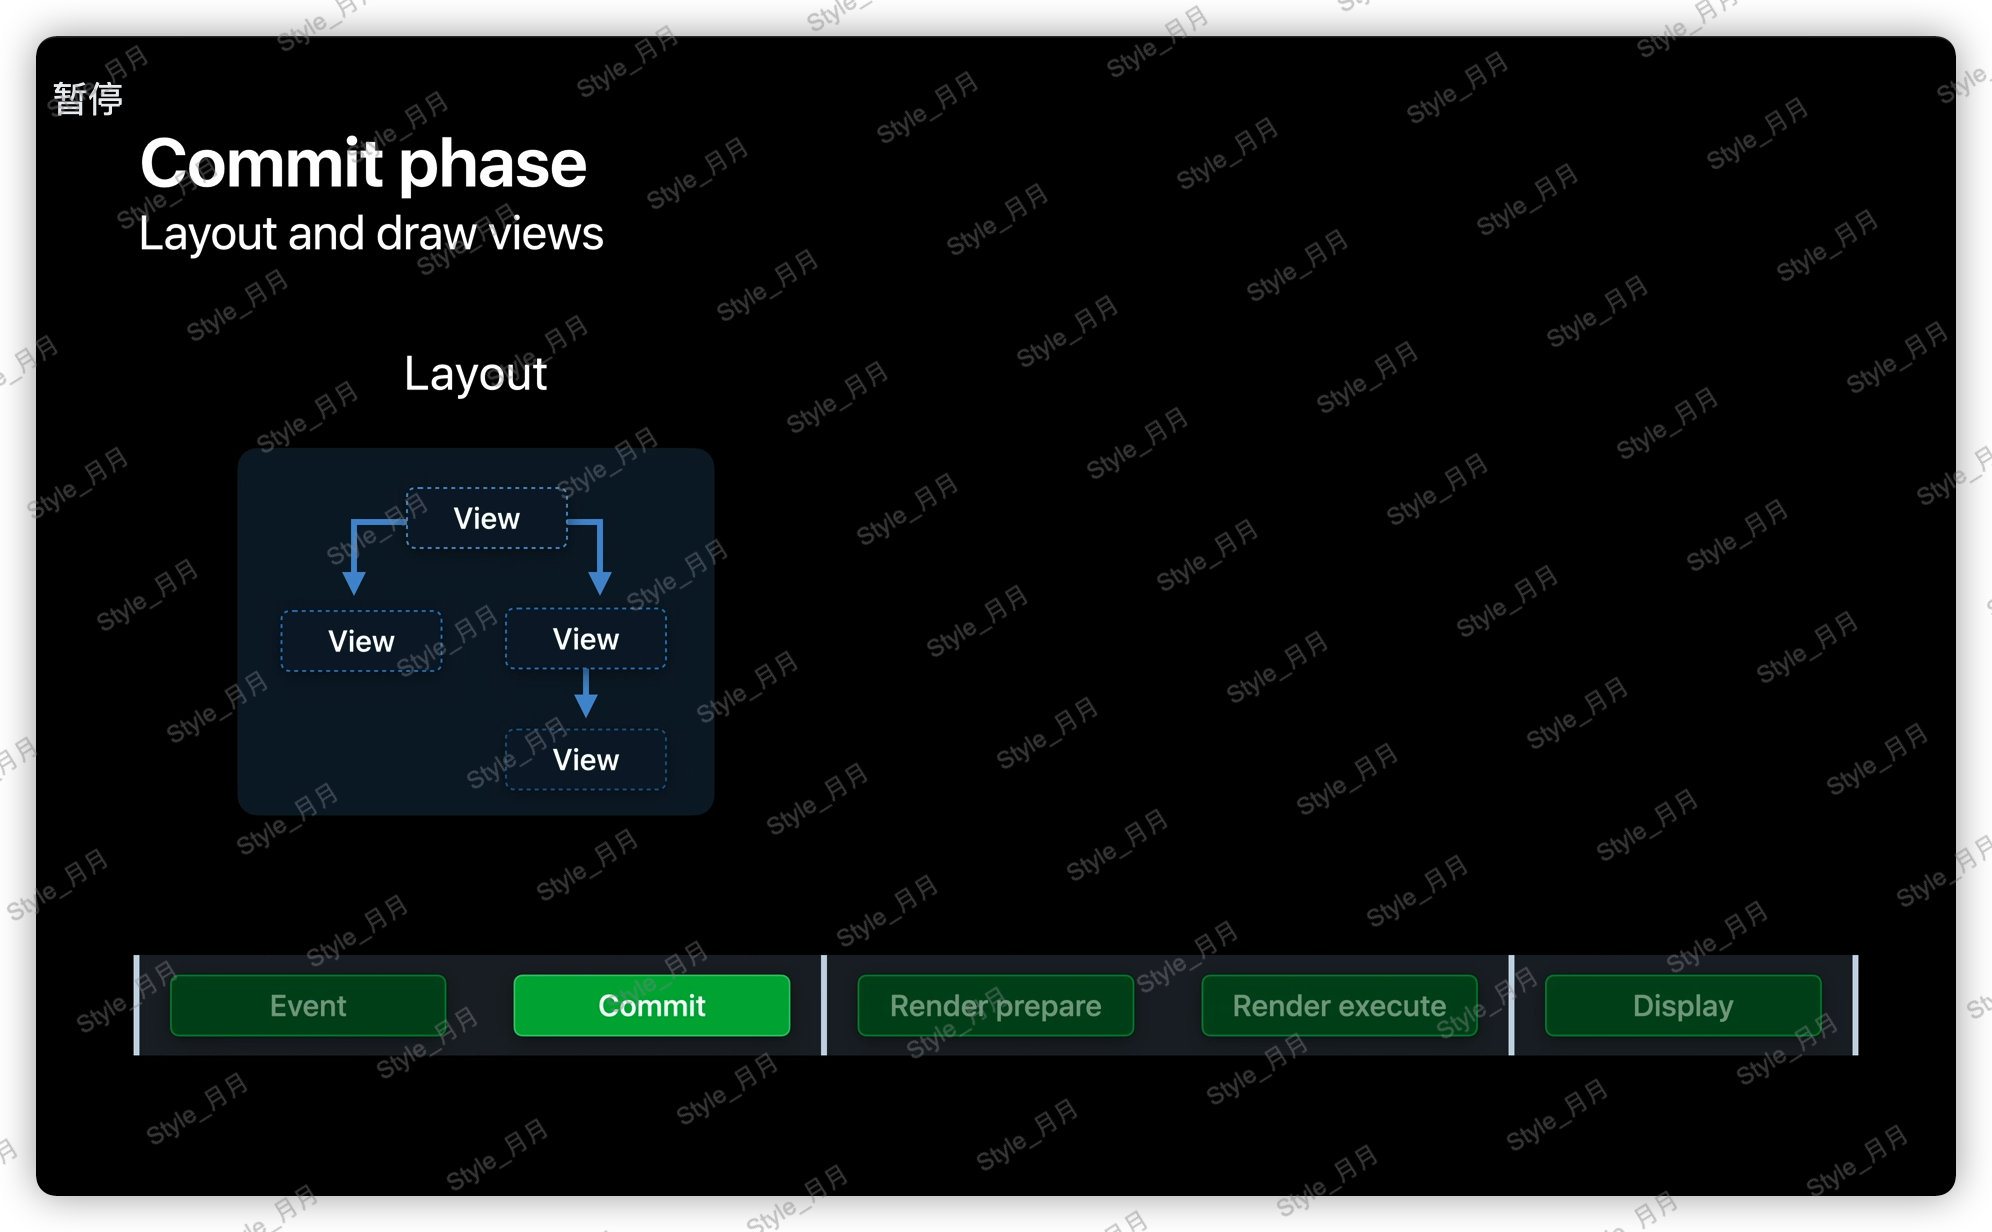 暂停
Commit phase
Layout and draw views
Layout
View
View
View
View
Event
Commit
Render prepare
Render execute
Display
Style_月月